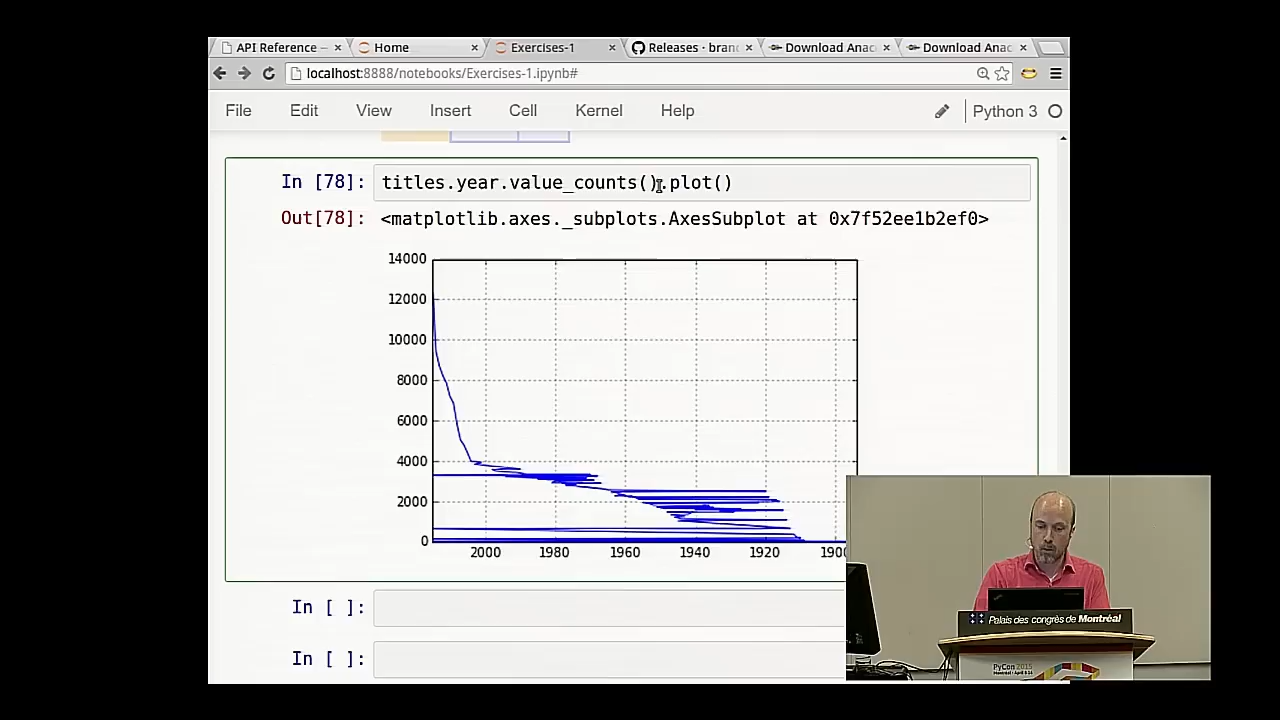 API Reference –
Home
Exercises-1
Releases · bran
Download Anac
Download Anac
localhost:8888/notebooks/Exercises-1.ipynb#
File Edit View Insert Cell Kernel Help
Python 3
In [78]: titles.year.value_counts().plot()
Out[78]: <matplotlib.axes._subplots.AxesSubplot at 0x7f52ee1b2ef0>
14000
12000
10000
8000
6000
4000
2000
0
2000 1980 1960 1940 1920 1900
In [ ]:
In [ ]:
Palais des congrès de Montréal
PyCon 2015